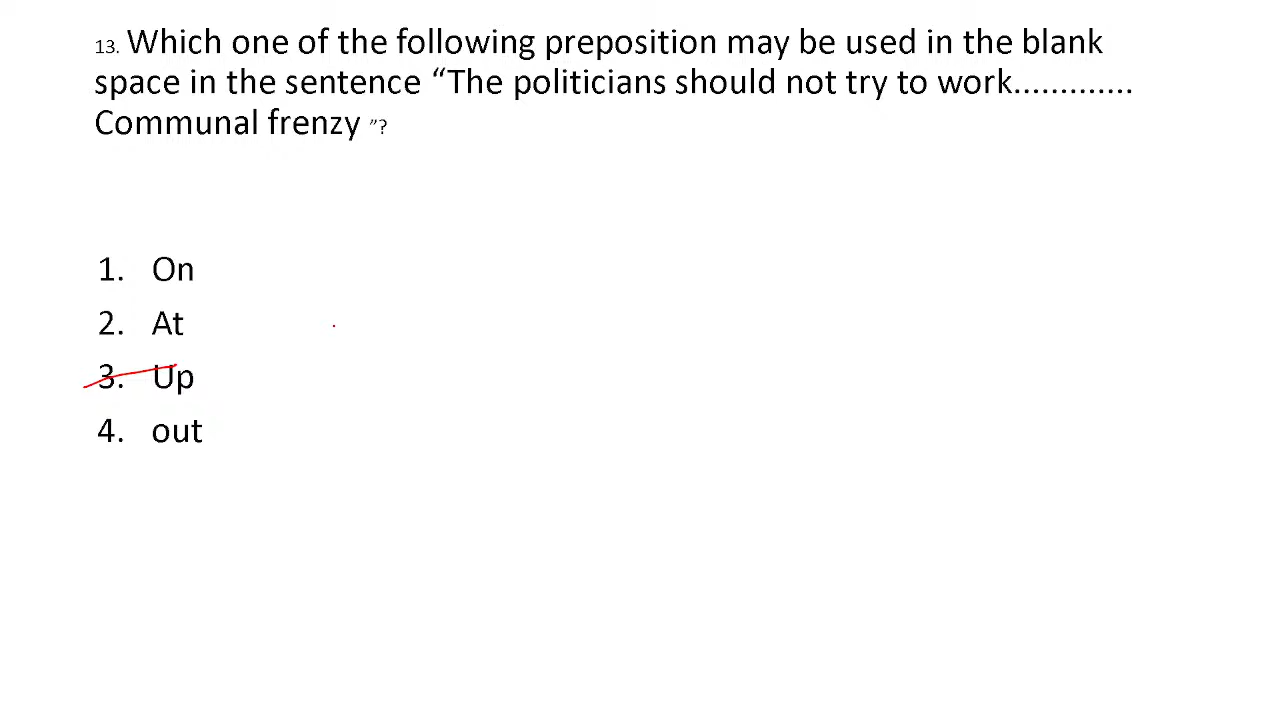 13. Which one of the following preposition may be used in the blank
space in the sentence “The politicians should not try to work.............
Communal frenzy ”?
1. On
2. At
3. Up
4. out